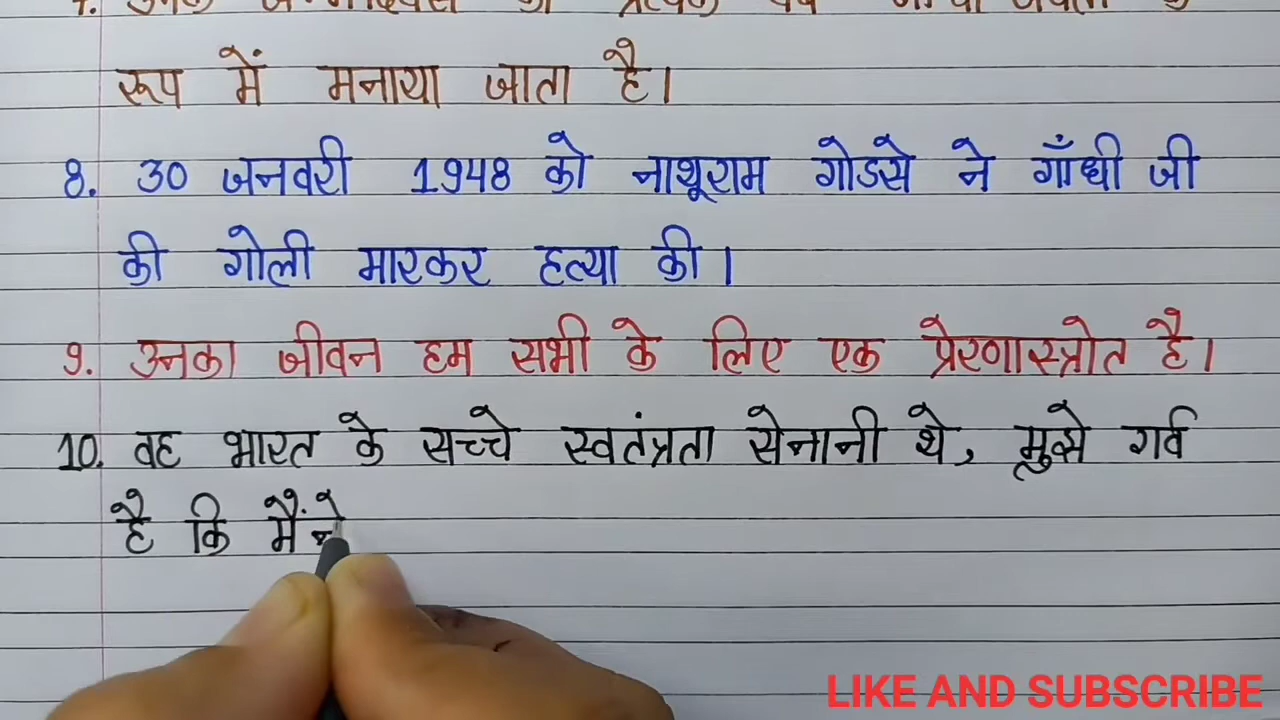 रूप में मनाया जाता है।
8. 30 जनवरी 1948 को नाथूराम गोडसे ने गाँधी जी
की गोली मारकर हत्या की।
9. उनका जीवन हम सभी के लिए एक प्रेरणास्त्रोत है।
10. वह भारत के सच्चे स्वतंत्रता सेनानी थे, मुझे गर्व
है कि मैंने
LIKE AND SUBSCRIBE